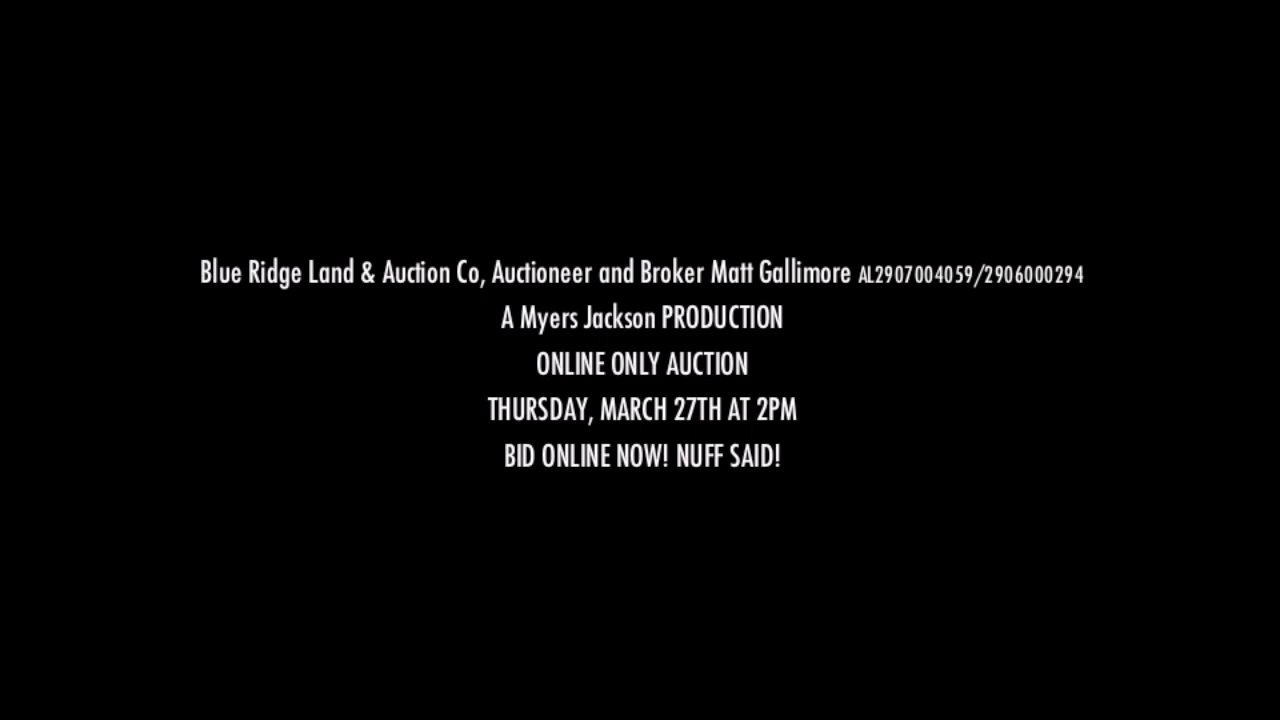 Blue Ridge Land & Auction Co, Auctioneer and Broker Matt Gallimore AL2907004059/2906000294
A Myers Jackson PRODUCTION
ONLINE ONLY AUCTION
THURSDAY, MARCH 27TH AT 2PM
BID ONLINE NOW! NUFF SAID!